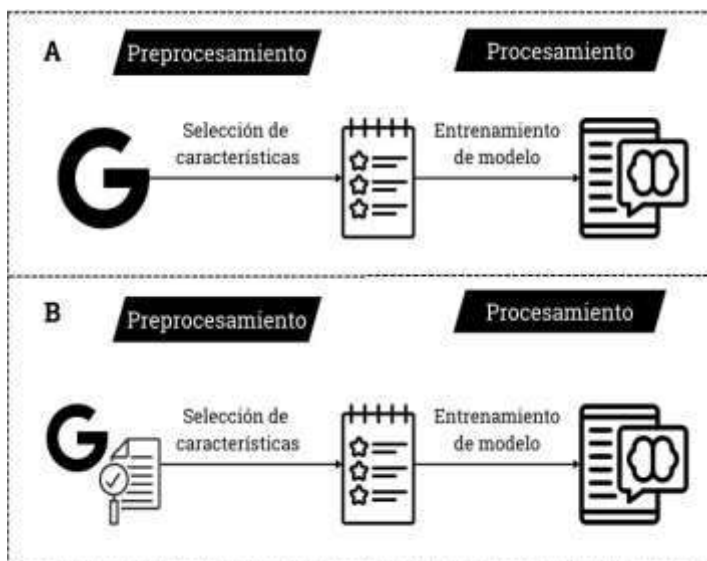 A
Preprocesamiento
Procesamiento
Selección de
características
Entrenamiento
de modelo
B
Preprocesamiento
Procesamiento
Selección de
características
Entrenamiento
de modelo